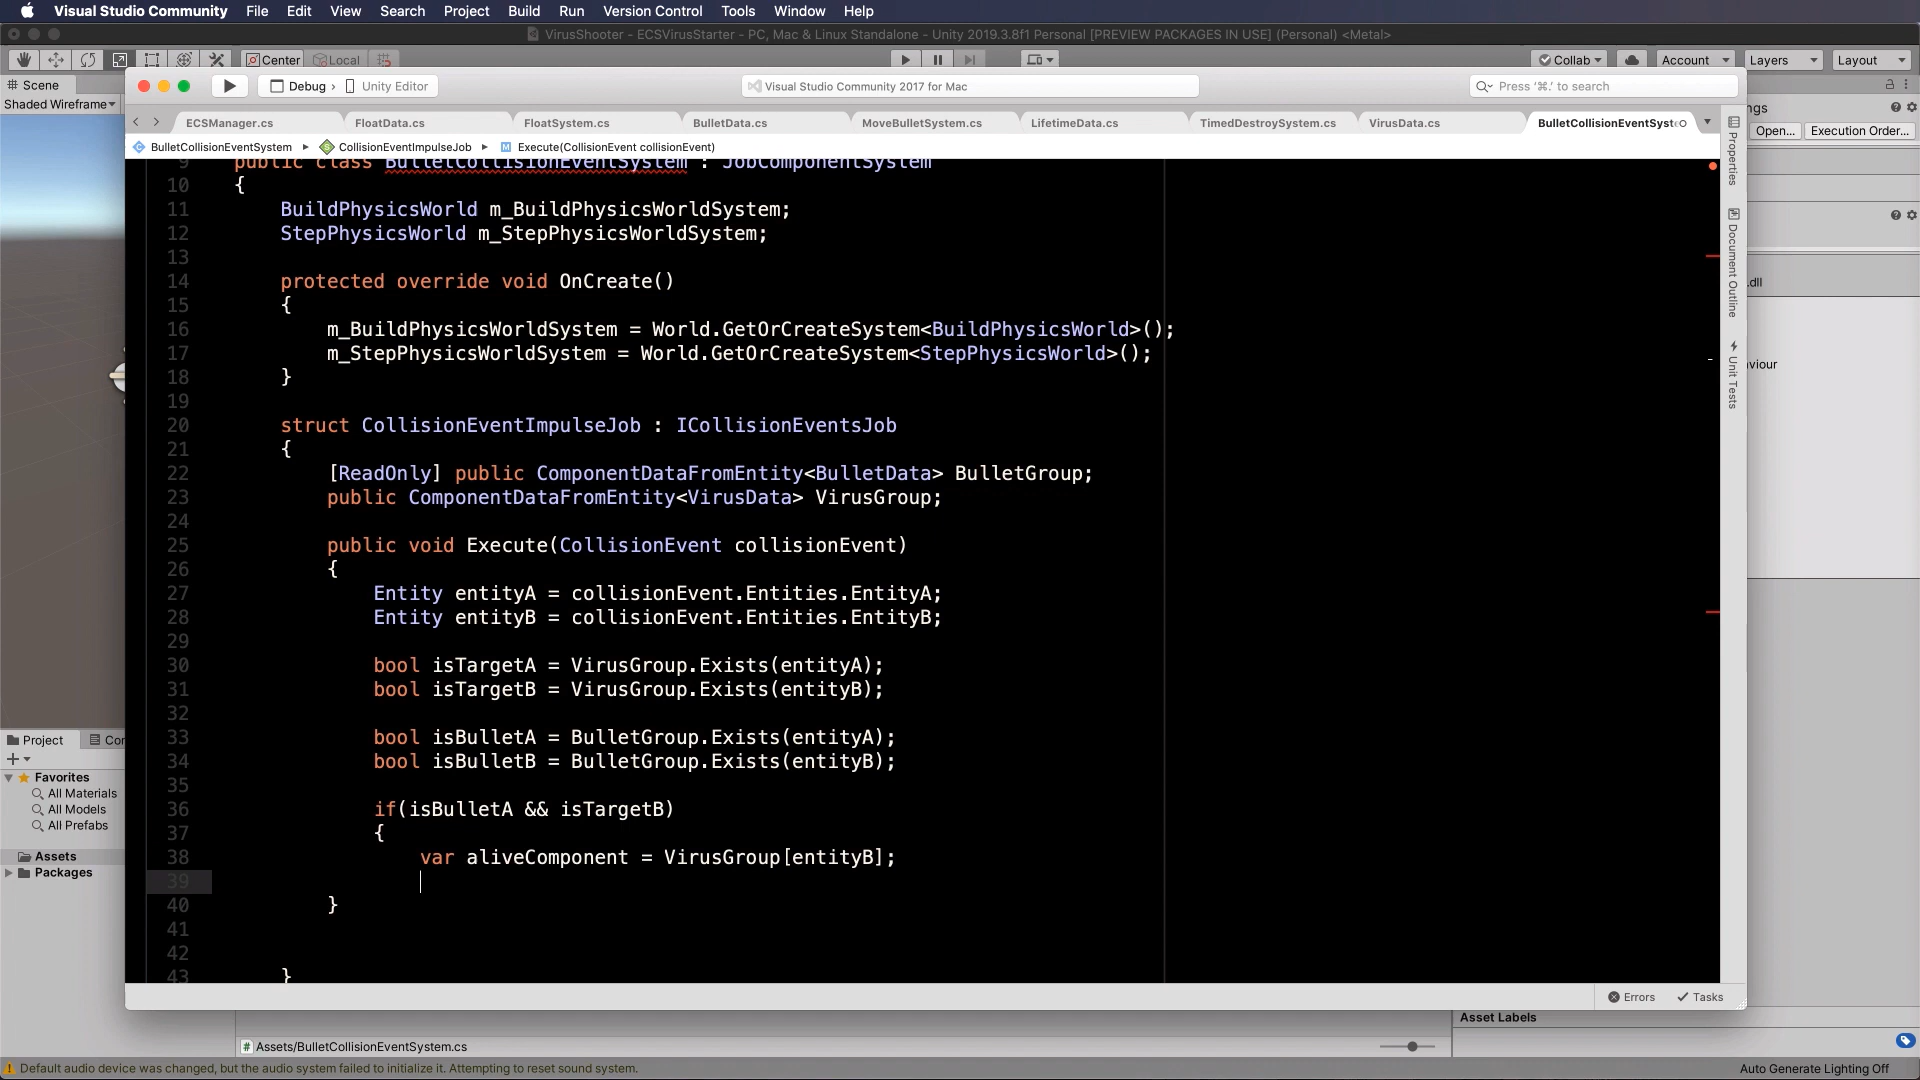 Visual Studio Community File Edit View Search Project Build Run Version Control Tools Window Help
VirusShooter - ECSVirusStarter - PC, Mac & Linux Standalone - Unity 2019.3.8f1 Personal [PREVIEW PACKAGES IN USE] (Personal) <Metal>
Center Local Collab Account Layers Layout
Scene
Shaded Wireframe
Debug › Unity Editor
Visual Studio Community 2017 for Mac
Press '⌘.' to search
ngs
Open... Execution Order...
ECSManager.cs FloatData.cs FloatSystem.cs BulletData.cs MoveBulletSystem.cs LifetimeData.cs TimedDestroySystem.cs VirusData.cs BulletCollisionEventSyste
BulletCollisionEventSystem ▸ CollisionEventImpulseJob ▸ Execute(CollisionEvent collisionEvent)
9 public class BulletCollisionEventSystem : JobComponentSystem
10 {
11 BuildPhysicsWorld m_BuildPhysicsWorldSystem;
12 StepPhysicsWorld m_StepPhysicsWorldSystem;
13
14 protected override void OnCreate()
15 {
16 m_BuildPhysicsWorldSystem = World.GetOrCreateSystem<BuildPhysicsWorld>();
17 m_StepPhysicsWorldSystem = World.GetOrCreateSystem<StepPhysicsWorld>();
18 }
19
20 struct CollisionEventImpulseJob : ICollisionEventsJob
21 {
22 [ReadOnly] public ComponentDataFromEntity<BulletData> BulletGroup;
23 public ComponentDataFromEntity<VirusData> VirusGroup;
24
25 public void Execute(CollisionEvent collisionEvent)
26 {
27 Entity entityA = collisionEvent.Entities.EntityA;
28 Entity entityB = collisionEvent.Entities.EntityB;
29
30 bool isTargetA = VirusGroup.Exists(entityA);
31 bool isTargetB = VirusGroup.Exists(entityB);
32
33 bool isBulletA = BulletGroup.Exists(entityA);
34 bool isBulletB = BulletGroup.Exists(entityB);
35
36 if(isBulletA && isTargetB)
37 {
38 var aliveComponent = VirusGroup[entityB];
39
40 }
41
42
43 }
Properties
Document Outline
Unit Tests
.dll
viour
Project Con
Favorites
All Materials
All Models
All Prefabs
Assets
Packages
Errors Tasks
Asset Labels
Assets/BulletCollisionEventSystem.cs
Default audio device was changed, but the audio system failed to initialize it. Attempting to reset sound system.
Auto Generate Lighting Off